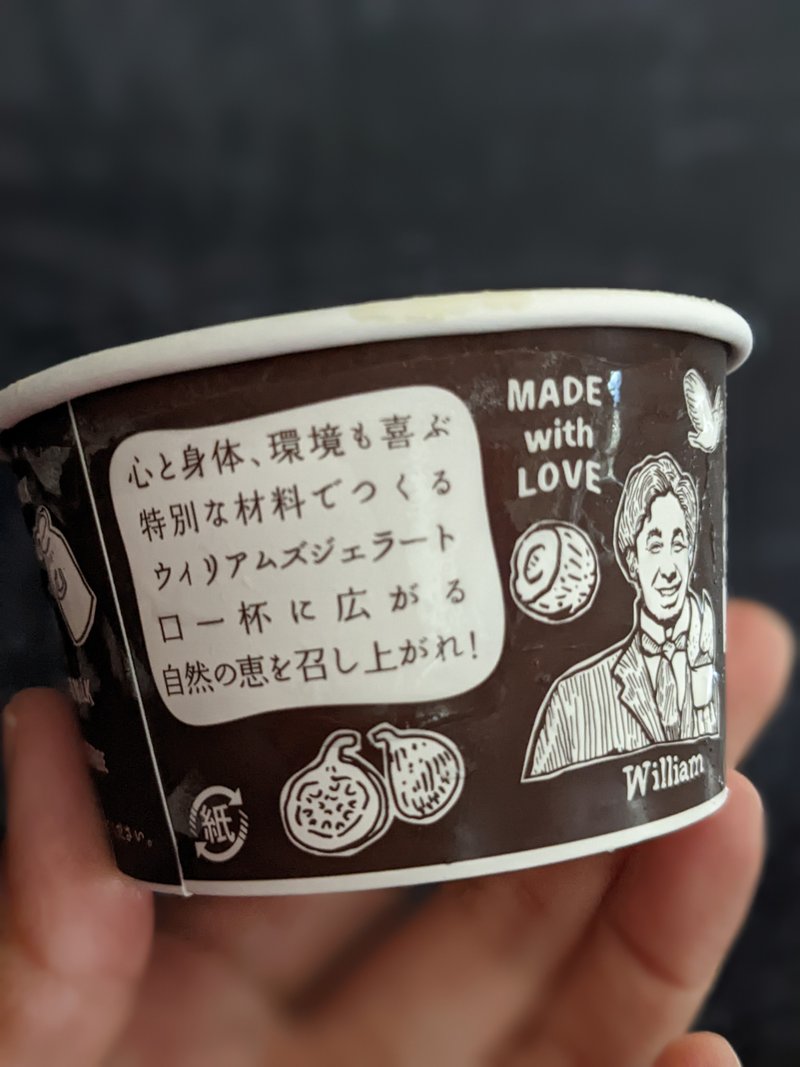 心と身体、環境も喜ぶ
特別な材料でつくる
ウィリアムズジェラート
口一杯に広がる
自然の恵を召し上がれ！
MADE
with
LOVE
William
紙